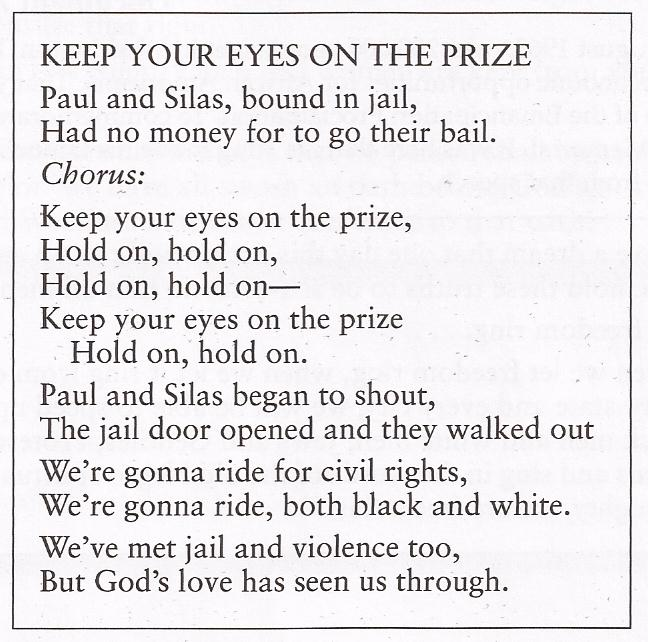 KEEP YOUR EYES ON THE PRIZE
Paul and Silas, bound in jail,
Had no money for to go their bail.
Chorus:
Keep your eyes on the prize,
Hold on, hold on,
Hold on, hold on—
Keep your eyes on the prize
Hold on, hold on.
Paul and Silas began to shout,
The jail door opened and they walked out
We're gonna ride for civil rights,
We're gonna ride, both black and white.
We've met jail and violence too,
But God's love has seen us through.